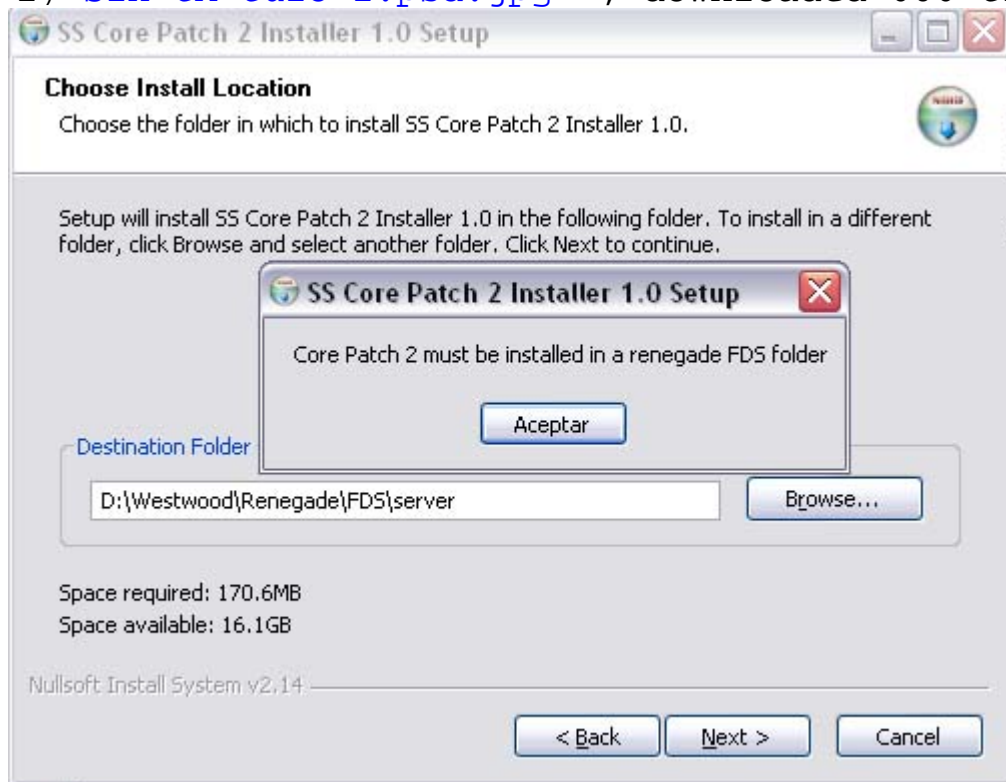 SS Core Patch 2 Installer 1.0 Setup
Choose Install Location
Choose the folder in which to install SS Core Patch 2 Installer 1.0.
Setup will install SS Core Patch 2 Installer 1.0 in the following folder. To install in a different
folder, click Browse and select another folder. Click Next to continue.
SS Core Patch 2 Installer 1.0 Setup
Core Patch 2 must be installed in a renegade FDS folder
Aceptar
Destination Folder
D:\Westwood\Renegade\FDS\server
Browse...
Space required: 170.6MB
Space available: 16.1GB
Nullsoft Install System v2.14
< Back
Next >
Cancel